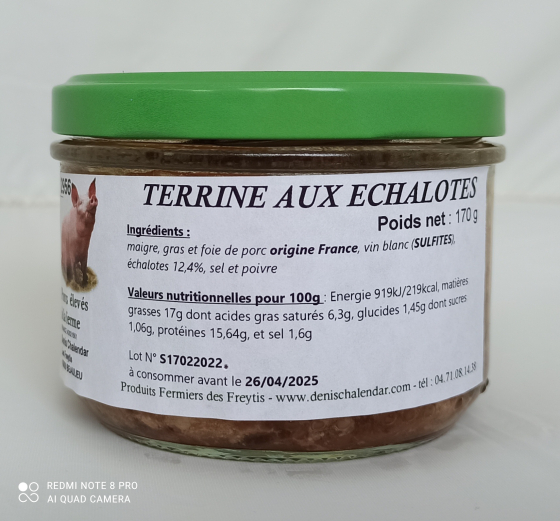 TERRINE AUX ECHALOTES
Poids net : 170 g
Ingrédients :
maigre, gras et foie de porc origine France, vin blanc (SULFITES),
échalotes 12,4%, sel et poivre
Valeurs nutritionnelles pour 100g : Energie 919kJ/219kcal, matières
grasses 17g dont acides gras saturés 6,3g, glucides 1,45g dont sucres
1,06g, protéines 15,64g, et sel 1,6g
Lot N° S17022022.
à consommer avant le 26/04/2025
Produits Fermiers des Freytis - www.denischalendar.com - tél : 04.71.08.14.38
élevés
Chalendar
REDMI NOTE 8 PRO
AI QUAD CAMERA